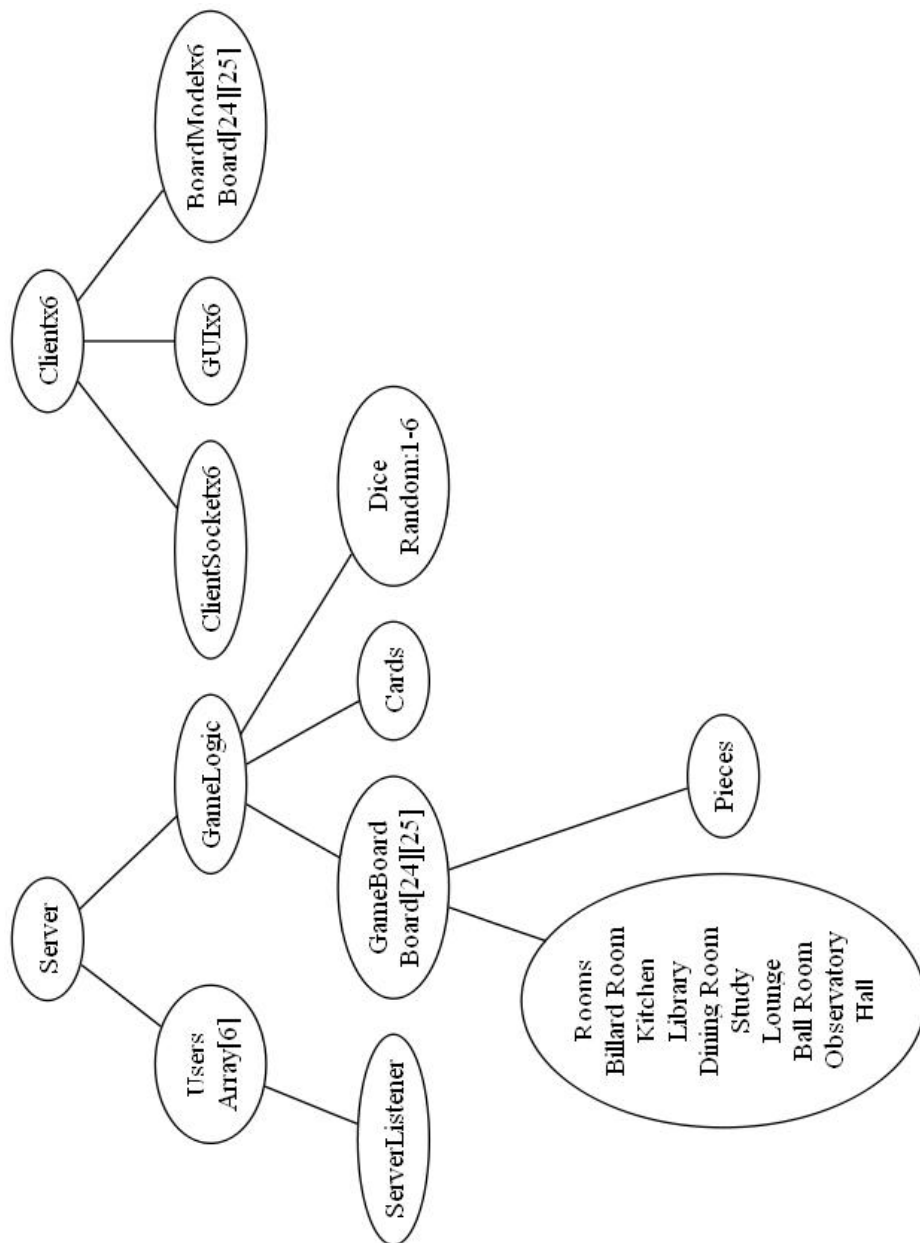 Server
Clientx6
Users
Array[6]
GameLogic
ClientSocketx6
GUIx6
BoardModelx6
Board[24][25]
ServerListener
GameBoard
Board[24][25]
Cards
Dice
Random:1-6
Rooms
Billard Room
Kitchen
Library
Dining Room
Study
Lounge
Ball Room
Observatory
Hall
Pieces